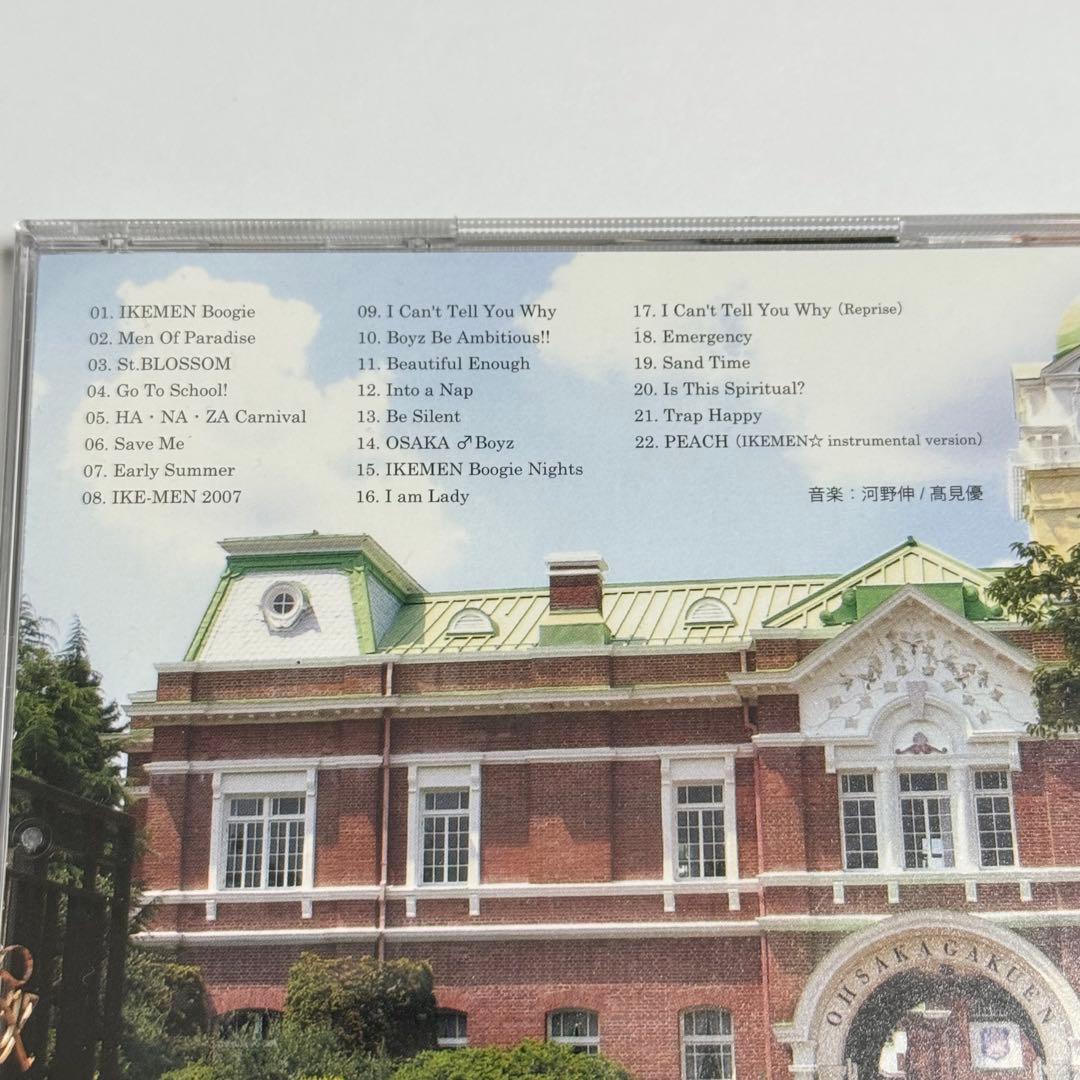 01. IKEMEN Boogie
02. Men Of Paradise
03. St.BLOSSOM
04. Go To School!
05. HA・NA・ZA Carnival
06. Save Me
07. Early Summer
08. IKE-MEN 2007
09. I Can't Tell You Why
10. Boyz Be Ambitious!!
11. Beautiful Enough
12. Into a Nap
13. Be Silent
14. OSAKA ♂Boyz
15. IKEMEN Boogie Nights
16. I am Lady
17. I Can't Tell You Why (Reprise)
18. Emergency
19. Sand Time
20. Is This Spiritual?
21. Trap Happy
22. PEACH (IKEMEN☆ instrumental version)
音楽：河野伸 / 髙見優
OHSAKAGAKUEN